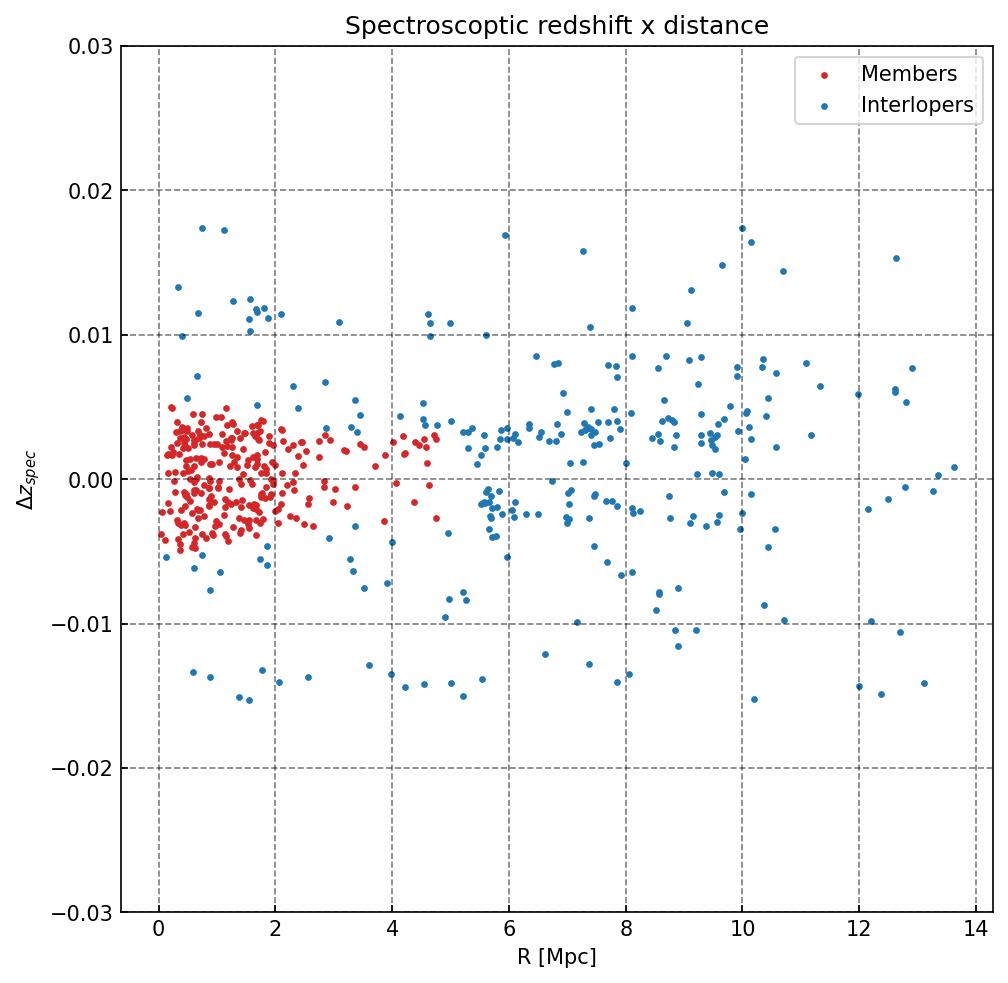 Spectroscoptic redshift x distance
Members
Interlopers
0.03
0.02
0.01
0.00
−0.01
−0.02
−0.03
Δz_spec
0 2 4 6 8 10 12 14
R [Mpc]